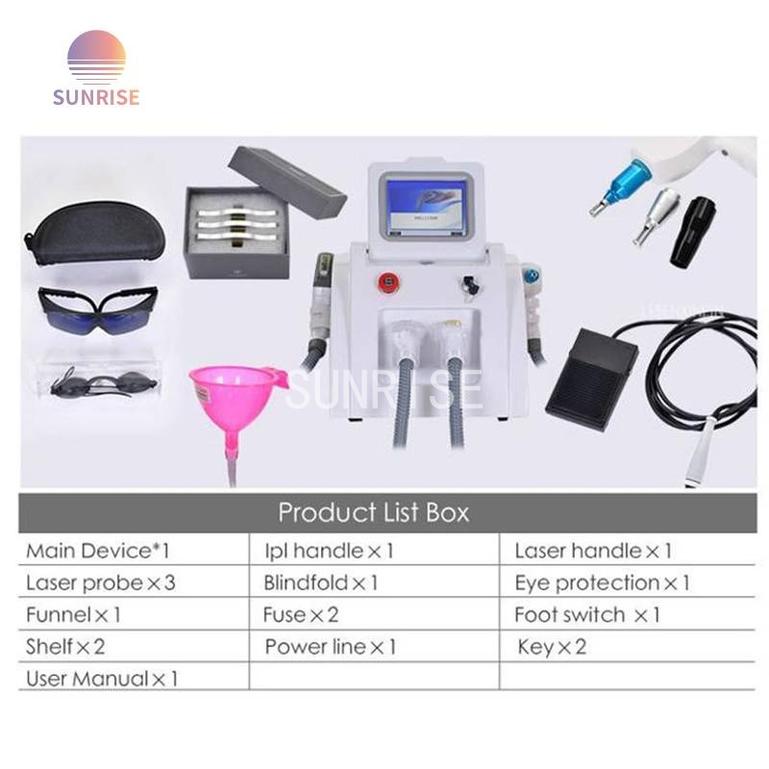 SUNRISE
WELCOME
SUNRISE
Product List Box
Main Device*1
Ipl handle×1
Laser handle×1
Laser probe×3
Blindfold×1
Eye protection×1
Funnel×1
Fuse×2
Foot switch ×1
Shelf×2
Power line×1
Key×2
User Manual×1